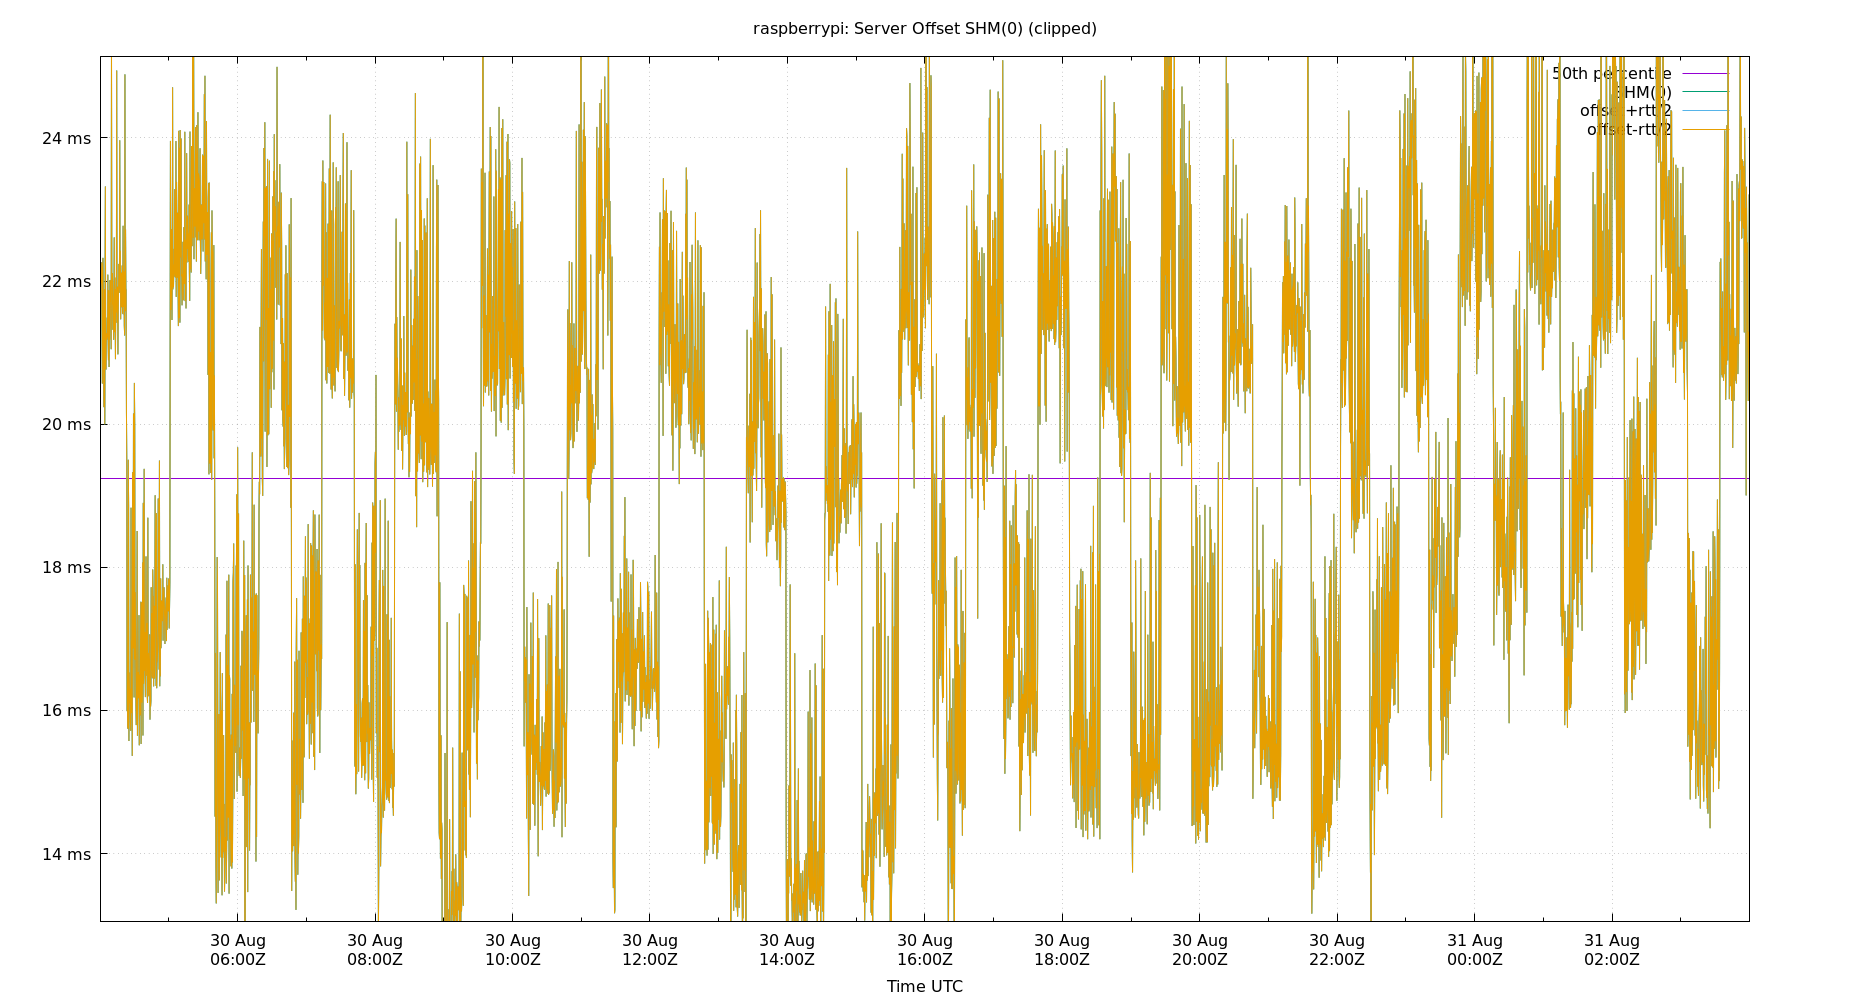 raspberrypi: Server Offset SHM(0) (clipped)
50th percentile
SHM(0)
offset+rtt/2
offset-rtt/2
24 ms
22 ms
20 ms
18 ms
16 ms
14 ms
30 Aug 30 Aug 30 Aug 30 Aug 30 Aug 30 Aug 30 Aug 30 Aug 30 Aug 31 Aug 31 Aug
06:00Z 08:00Z 10:00Z 12:00Z 14:00Z 16:00Z 18:00Z 20:00Z 22:00Z 00:00Z 02:00Z
Time UTC